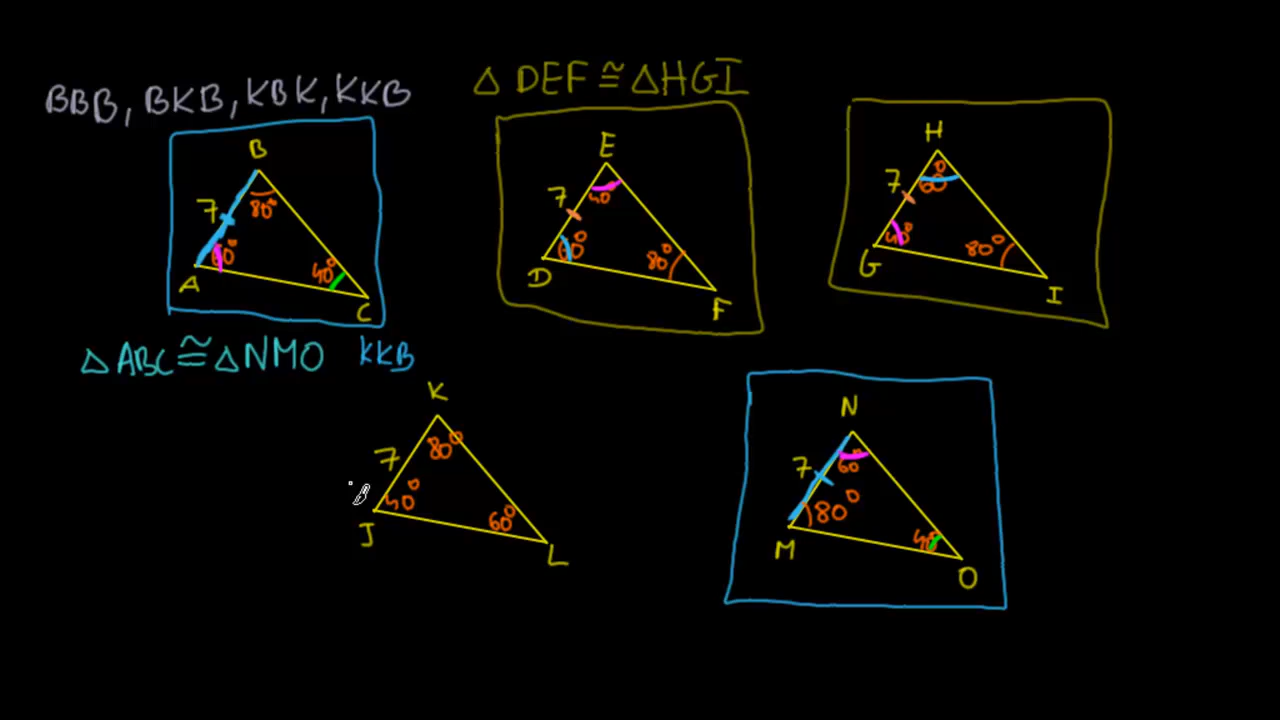 △ DEF ≅ △HGI
BBB, BKB, KBK, KKB
B
7
80°
60°
40°
A
C
E
7
40°
60°
80°
D
F
H
7
60°
40°
80°
G
I
△ABC ≅ △NMO KKB
K
7
80°
40°
60°
J
L
N
7
60°
80°
40°
M
O